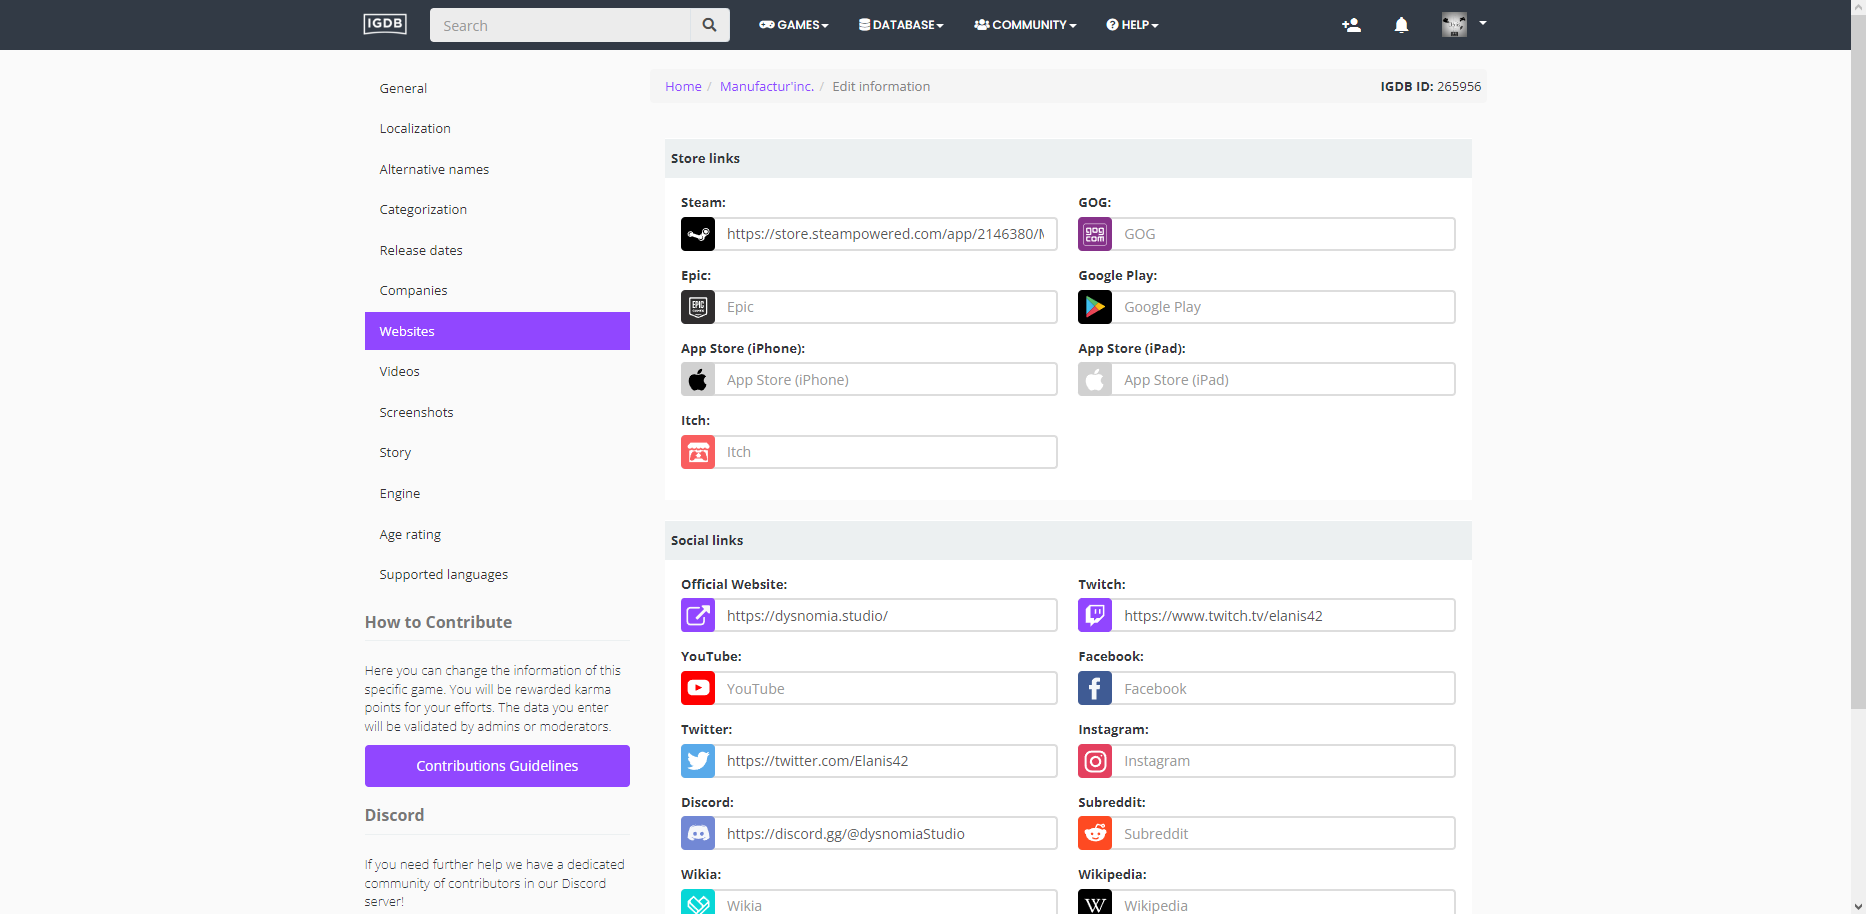 IGDB
Search
GAMES
DATABASE
COMMUNITY
HELP
General
Localization
Alternative names
Categorization
Release dates
Companies
Websites
Videos
Screenshots
Story
Engine
Age rating
Supported languages
How to Contribute
Here you can change the information of this
specific game. You will be rewarded karma
points for your efforts. The data you enter
will be validated by admins or moderators.
Contributions Guidelines
Discord
If you need further help we have a dedicated
community of contributors in our Discord
server!
Home / Manufactur'inc. / Edit information
IGDB ID: 265956
Store links
Steam:
https://store.steampowered.com/app/2146380/M
GOG:
gog
com
GOG
Epic:
EPIC
GAMES
Epic
Google Play:
Google Play
App Store (iPhone):
App Store (iPhone)
App Store (iPad):
App Store (iPad)
Itch:
Itch
Social links
Official Website:
https://dysnomia.studio/
Twitch:
https://www.twitch.tv/elanis42
YouTube:
YouTube
Facebook:
Facebook
Twitter:
https://twitter.com/Elanis42
Instagram:
Instagram
Discord:
https://discord.gg/@dysnomiaStudio
Subreddit:
Subreddit
Wikia:
Wikia
Wikipedia:
W
Wikipedia